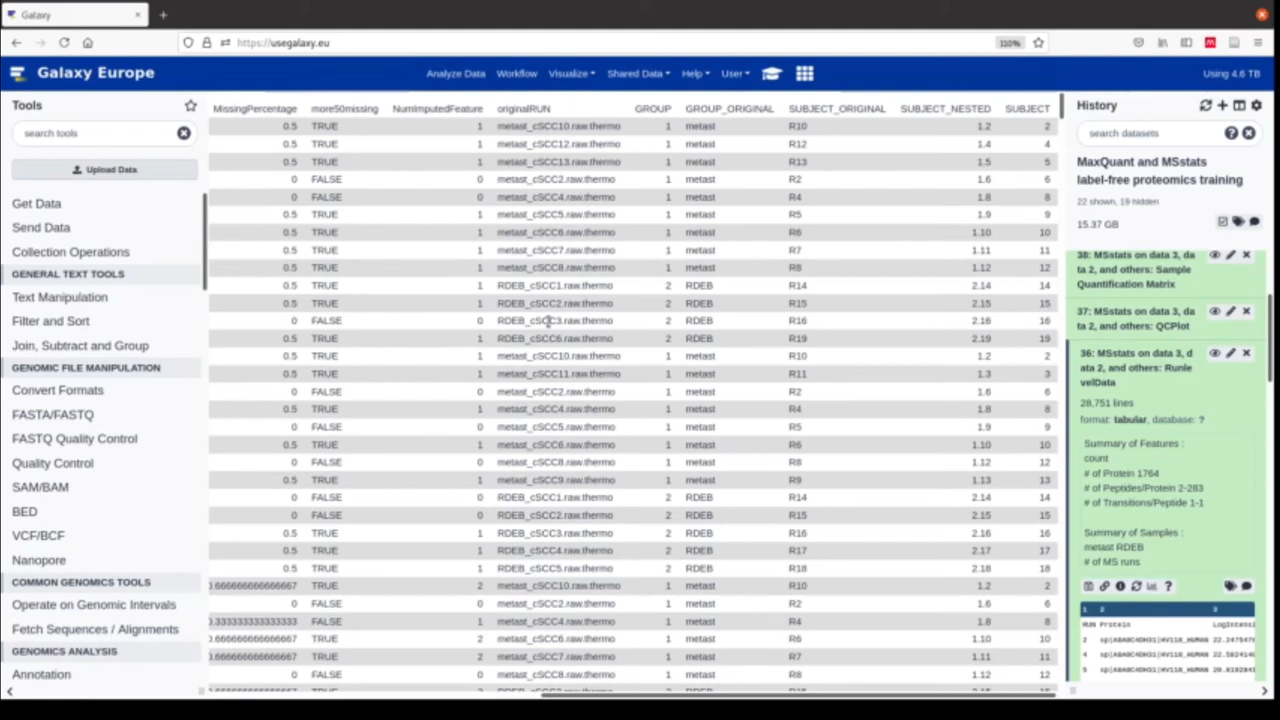 Galaxy
https://usegalaxy.eu
110%
Galaxy Europe
Analyze Data Workflow Visualize Shared Data Help User
Using 4.6 TB
Tools
search tools
Upload Data
Get Data
Send Data
Collection Operations
GENERAL TEXT TOOLS
Text Manipulation
Filter and Sort
Join, Subtract and Group
GENOMIC FILE MANIPULATION
Convert Formats
FASTA/FASTQ
FASTQ Quality Control
Quality Control
SAM/BAM
BED
VCF/BCF
Nanopore
COMMON GENOMICS TOOLS
Operate on Genomic Intervals
Fetch Sequences / Alignments
GENOMICS ANALYSIS
Annotation
MissingPercentage more50missing NumImputedFeature originalRUN GROUP GROUP_ORIGINAL SUBJECT_ORIGINAL SUBJECT_NESTED SUBJECT
0.5 TRUE 1 metast_cSCC10.raw.thermo 1 metast R10 1.2 2
0.5 TRUE 1 metast_cSCC12.raw.thermo 1 metast R12 1.4 4
0.5 TRUE 1 metast_cSCC13.raw.thermo 1 metast R13 1.5 5
0 FALSE 0 metast_cSCC2.raw.thermo 1 metast R2 1.6 6
0 FALSE 0 metast_cSCC4.raw.thermo 1 metast R4 1.8 8
0.5 TRUE 1 metast_cSCC5.raw.thermo 1 metast R5 1.9 9
0.5 TRUE 1 metast_cSCC6.raw.thermo 1 metast R6 1.10 10
0.5 TRUE 1 metast_cSCC7.raw.thermo 1 metast R7 1.11 11
0.5 TRUE 1 metast_cSCC8.raw.thermo 1 metast R8 1.12 12
0.5 TRUE 1 RDEB_cSCC1.raw.thermo 2 RDEB R14 2.14 14
0.5 TRUE 1 RDEB_cSCC2.raw.thermo 2 RDEB R15 2.15 15
0 FALSE 0 RDEB_cSCC3.raw.thermo 2 RDEB R16 2.16 16
0.5 TRUE 1 RDEB_cSCC6.raw.thermo 2 RDEB R19 2.19 19
0.5 TRUE 1 metast_cSCC10.raw.thermo 1 metast R10 1.2 2
0.5 TRUE 1 metast_cSCC11.raw.thermo 1 metast R11 1.3 3
0 FALSE 0 metast_cSCC2.raw.thermo 1 metast R2 1.6 6
0.5 TRUE 1 metast_cSCC4.raw.thermo 1 metast R4 1.8 8
0 FALSE 0 metast_cSCC5.raw.thermo 1 metast R5 1.9 9
0.5 TRUE 1 metast_cSCC6.raw.thermo 1 metast R6 1.10 10
0 FALSE 0 metast_cSCC8.raw.thermo 1 metast R8 1.12 12
0.5 TRUE 1 metast_cSCC9.raw.thermo 1 metast R9 1.13 13
0 FALSE 0 RDEB_cSCC1.raw.thermo 2 RDEB R14 2.14 14
0 FALSE 0 RDEB_cSCC2.raw.thermo 2 RDEB R15 2.15 15
0.5 TRUE 1 RDEB_cSCC3.raw.thermo 2 RDEB R16 2.16 16
0.5 TRUE 1 RDEB_cSCC4.raw.thermo 2 RDEB R17 2.17 17
0.5 TRUE 1 RDEB_cSCC5.raw.thermo 2 RDEB R18 2.18 18
0.666666666666667 TRUE 2 metast_cSCC10.raw.thermo 1 metast R10 1.2 2
0 FALSE 0 metast_cSCC2.raw.thermo 1 metast R2 1.6 6
0.333333333333333 FALSE 1 metast_cSCC4.raw.thermo 1 metast R4 1.8 8
0.666666666666667 TRUE 2 metast_cSCC6.raw.thermo 1 metast R6 1.10 10
0.666666666666667 TRUE 2 metast_cSCC7.raw.thermo 1 metast R7 1.11 11
0 FALSE 0 metast_cSCC8.raw.thermo 1 metast R8 1.12 12
History
search datasets
MaxQuant and MSstats
label-free proteomics training
22 shown, 19 hidden
15.37 GB
38: MSstats on data 3, da
ta 2, and others: Sample
Quantification Matrix
37: MSstats on data 3, da
ta 2, and others: QCPlot
36: MSstats on data 3, d
ata 2, and others: Runle
velData
28,751 lines
format: tabular, database: ?
Summary of Features :
count
# of Protein 1764
# of Peptides/Protein 2-283
# of Transitions/Peptide 1-1
Summary of Samples :
metast RDEB
# of MS runs
1 2 3
RUN Protein LogIntensi
2
4
5